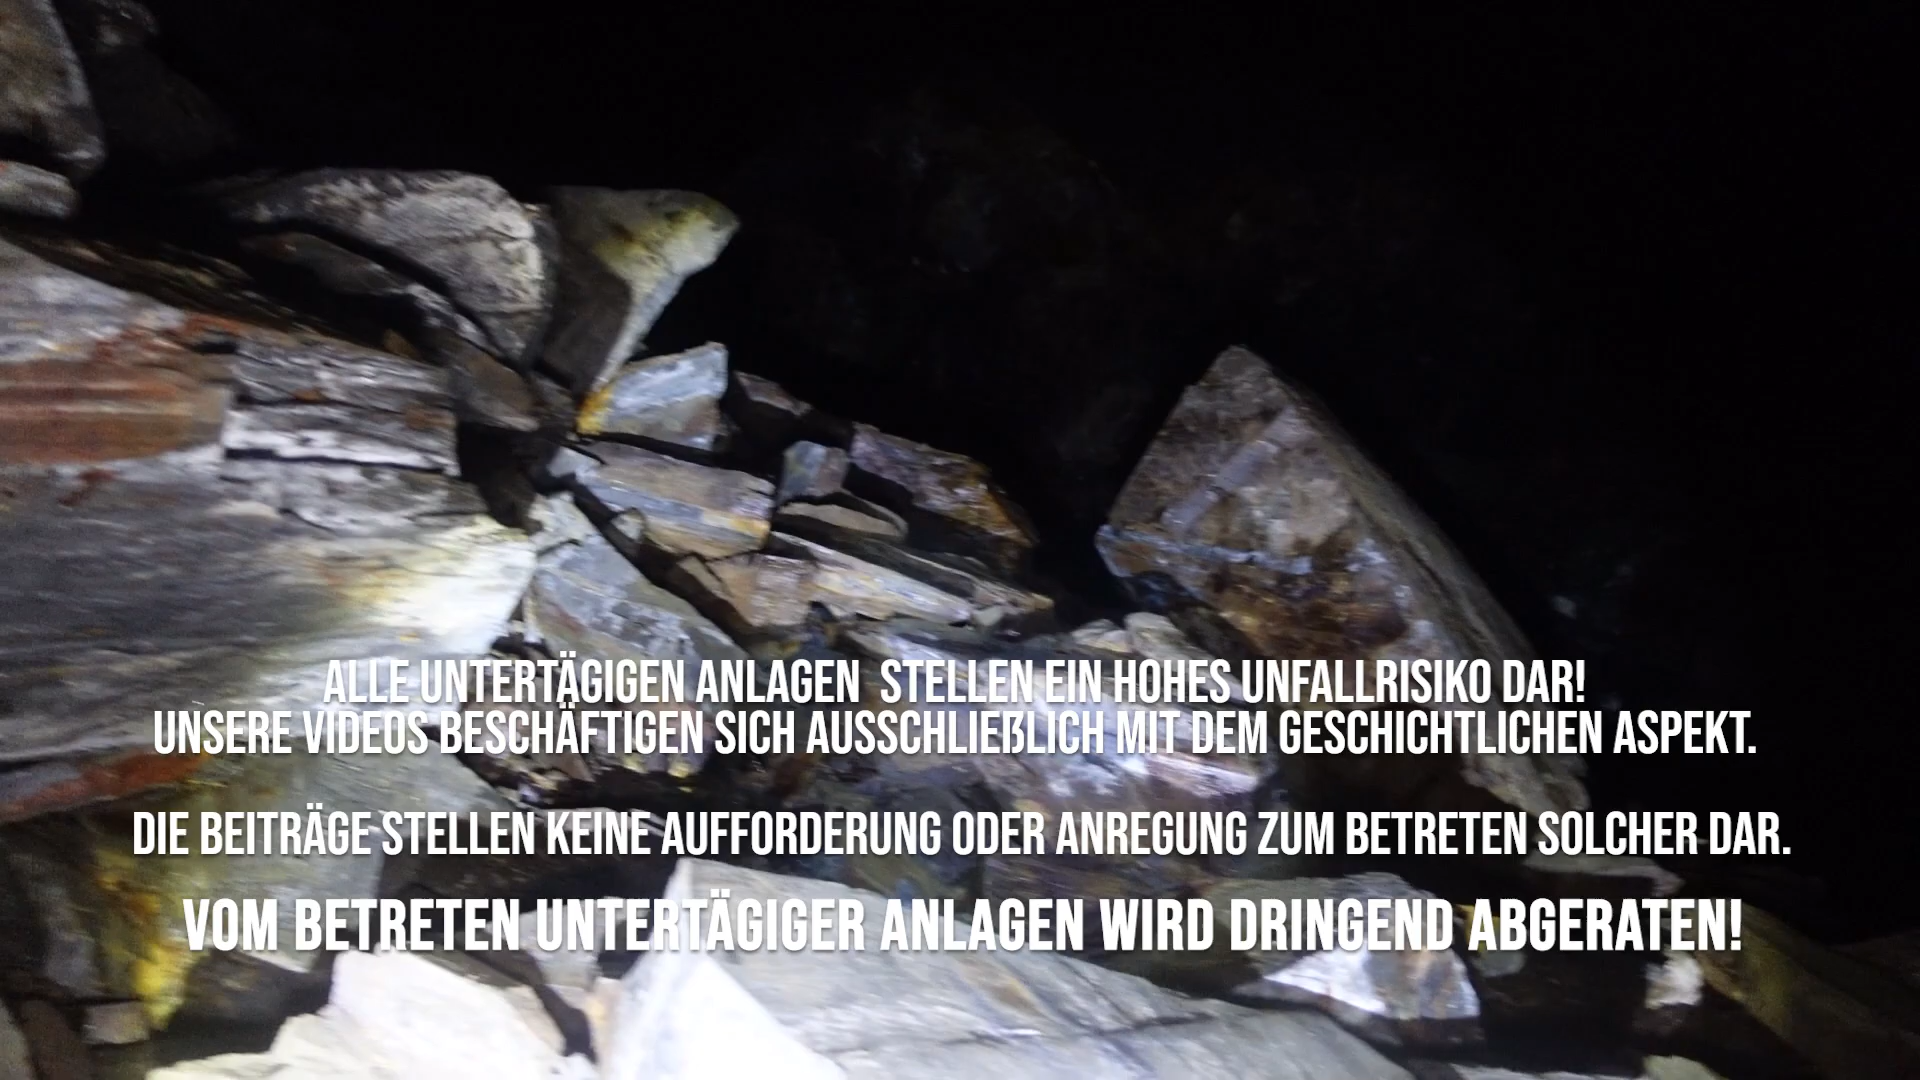 ALLE UNTERTÄGIGEN ANLAGEN  STELLEN EIN HOHES UNFALLRISIKO DAR!
UNSERE VIDEOS BESCHÄFTIGEN SICH AUSSCHLIEßLICH MIT DEM GESCHICHTLICHEN ASPEKT.
DIE BEITRÄGE STELLEN KEINE AUFFORDERUNG ODER ANREGUNG ZUM BETRETEN SOLCHER DAR.
VOM BETRETEN UNTERTÄGIGER ANLAGEN WIRD DRINGEND ABGERATEN!